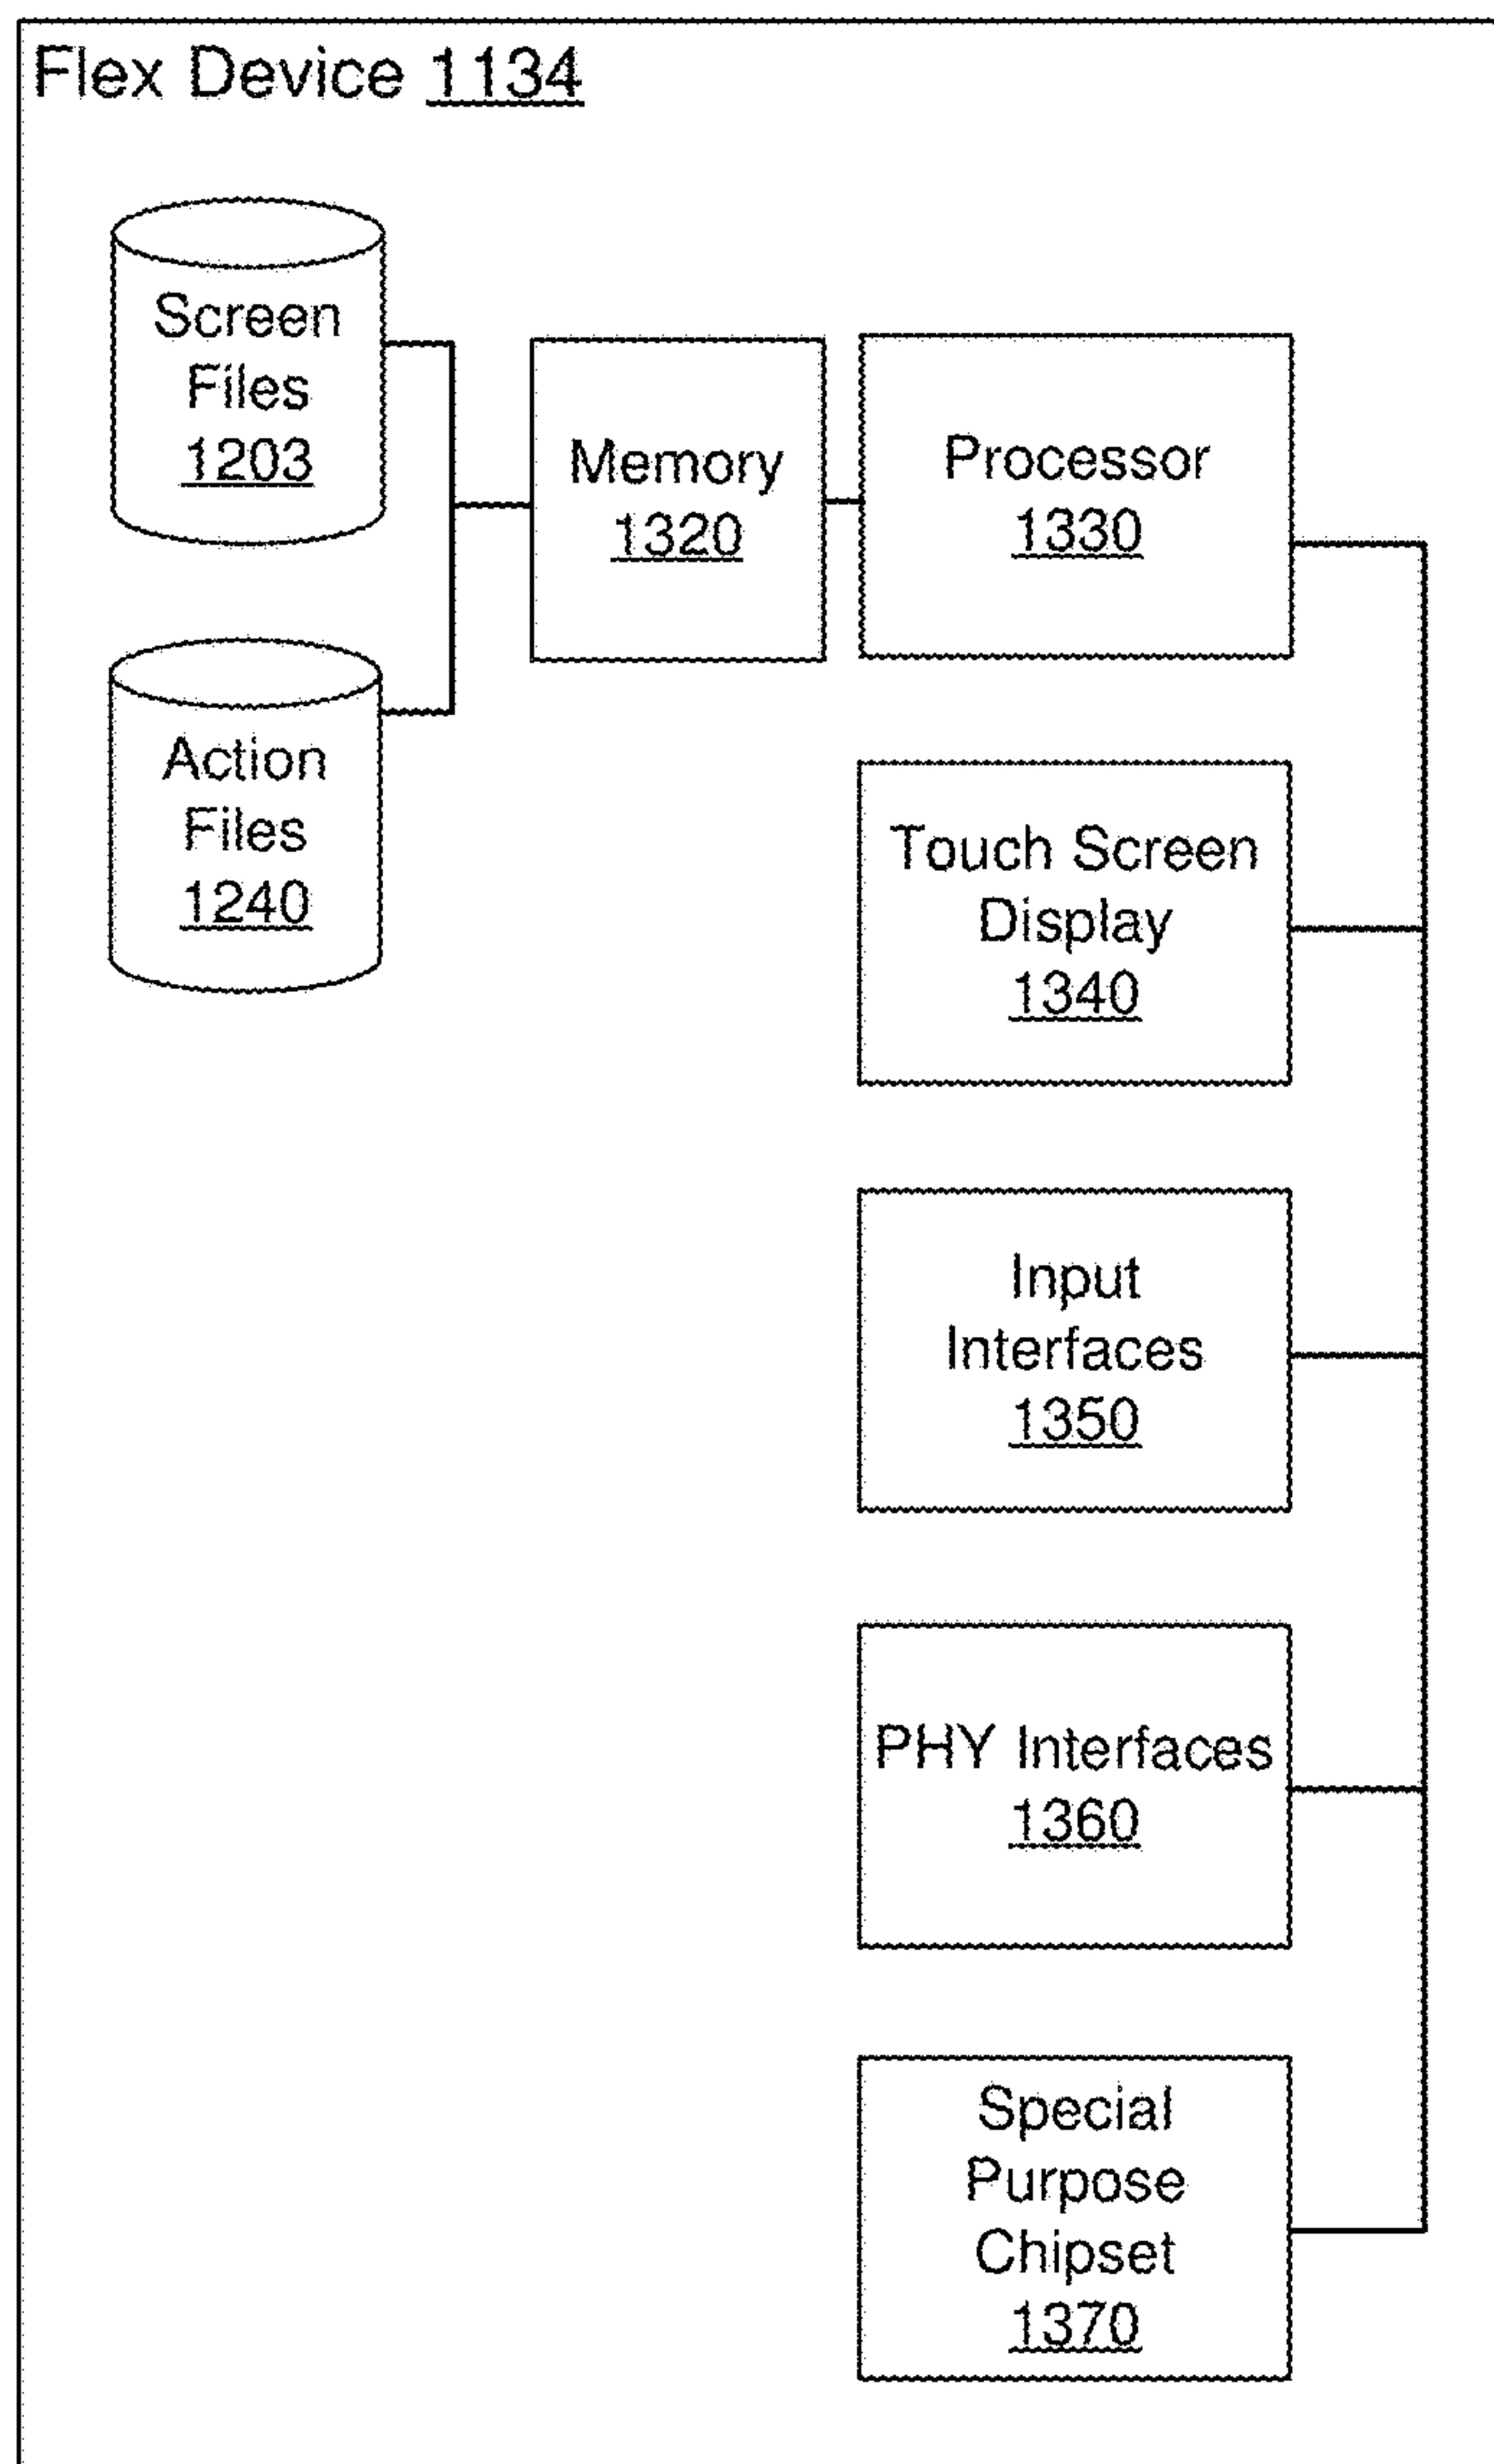 Flex Device 1134
Screen
Files
1203
Memory
1320
Processor
1330
Action
Files
1240
Touch Screen
Display
1340
Input
Interfaces
1350
PHY Interfaces
1360
Special
Purpose
Chipset
1370